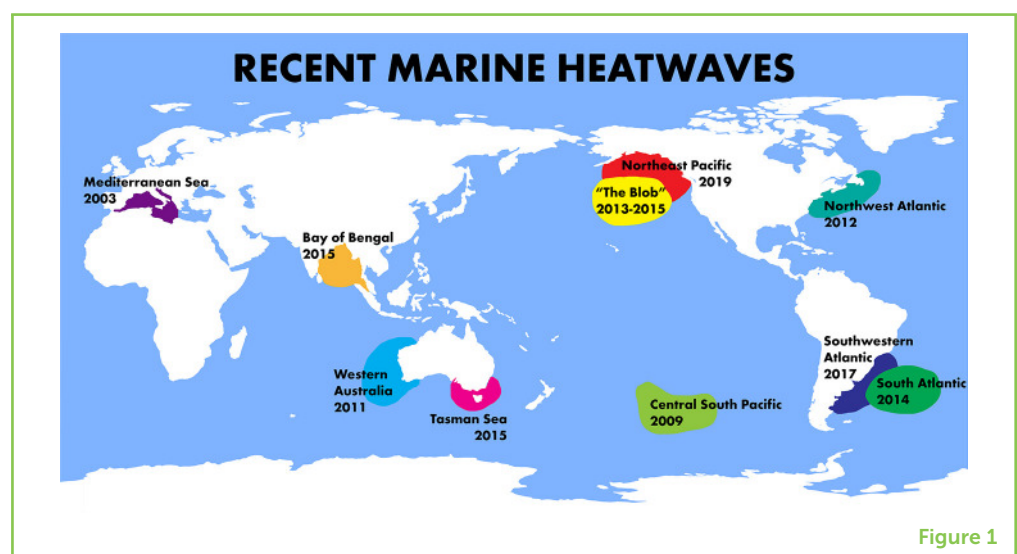 RECENT MARINE HEATWAVES
Mediterranean Sea
2003
Bay of Bengal
2015
Western
Australia
2011
Tasman Sea
2015
Northeast Pacific
2019
"The Blob"
2013-2015
Northwest Atlantic
2012
Central South Pacific
2009
Southwestern
Atlantic
2017
South Atlantic
2014
Figure 1